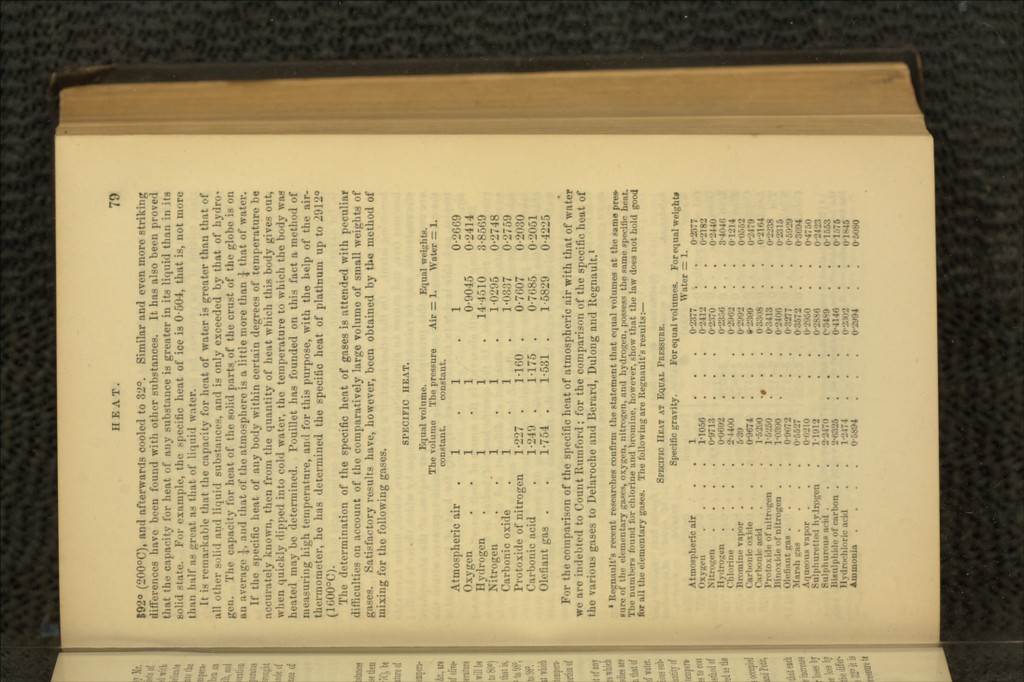 HEAT. 79
392° (200°C), and afterwards cooled to 32°. Similar and even more striking
differences have been found with other substances. It has also been proved
that the capacity for heat of any substance is greater in its liquid than in its
solid state. For example, the specific heat of ice is 0·504, that is, not more
than half as great as that of liquid water.
It is remarkable that the capacity for heat of water is greater than that of
all other solid and liquid substances, and is only exceeded by that of hydro-
gen. The capacity for heat of the solid parts of the crust of the globe is on
an average ¼, and that of the atmosphere is a little more than ¼ that of water.
If the specific heat of any body within certain degrees of temperature be
accurately known, then from the quantity of heat which this body gives out,
when quickly dipped into cold water, the temperature to which the body was
heated may be determined. Pouillet has founded on this fact a method of
measuring high temperature, and for this purpose, with the help of the air-
thermometer, he has determined the specific heat of platinum up to 2912°
(1600°C).
The determination of the specific heat of gases is attended with peculiar
difficulties on account of the comparatively large volume of small weights of
gases. Satisfactory results have, however, been obtained by the method of
mixing for the following gases.
SPECIFIC HEAT.
Equal volume. Equal weights.
The volume The pressure Air = 1. Water = 1.
constant. constant.
Atmospheric air . 1 . 1 . 1 0·2669
Oxygen . . 1 . 1 . 0·9045 0·2414
Hydrogen . . 1 . 1 . 14·4510 3·8569
Nitrogen . . 1 . 1 . 1·0295 0·2748
Carbonic oxide . 1 . 1 . 1·0337 0·2759
Protoxide of nitrogen 1·227 . 1·160 . 0·7607 0·2030
Carbonic acid . 1·249 . 1·175 . 0·7685 0·2051
Olefiant gas . . 1·754 . 1·531 . 1·5829 0·4225
For the comparison of the specific heat of atmospheric air with that of water
we are indebted to Count Rumford; for the comparison of the specific heat of
the various gases to Delaroche and Berard, Dulong and Regnault.¹
¹ Regnault's recent researches confirm the statement that equal volumes at the same pres-
sure of the elementary gases, oxygen, nitrogen, and hydrogen, possess the same specific heat.
The numbers found for chlorine and bromine, however, show that the law does not hold good
for all the elementary gases. The following are Regnault's results:—
SPECIFIC HEAT AT EQUAL PRESSURE.
Specific gravity. For equal volumes. For equal weights
Water = 1.
Atmospheric air . 1 . . 0·2377 . . 0·2377
Oxygen . . 1·1056 . . 0·2412 . . 0·2182
Nitrogen . . 0·9713 . . 0·2370 . . 0·2440
Hydrogen . . 0·0692 . . 0·2356 . . 3·4046
Chlorine . . 2·4400 . . 0·2962 . . 0·1214
Bromine vapor . 5·39 . . 0·2992 . . 0·0552
Carbonic oxide . 0·9674 . . 0·2399 . . 0·2479
Carbonic acid . 1·5290 . . 0·3308 . . 0·2164
Protoxide of nitrogen 1·5250 . . 0·3413 . . 0·2238
Binoxide of nitrogen . 1·0390 . . 0·2406 . . 0·2315
Olefiant gas . . 0·9672 . . 0·3277 . . 0·5929
Marsh gas . . 0·5527 . . 0·3572 . .
Aqueous vapor . 0·6210 . . 0·2950 . . 0·4750
Sulphuretted hydrogen 1·1912 . . 0·2886 . . 0·2423
Sulphurous acid . 2·2470 . . 0·3489 . . 0·1553
Bisulphide of carbon . 2·6325 . . 0·4146 . . 0·1575
Hydrochloric acid . 1·2474 . . 0·2302 . . 0·1845
Ammonia . . 0·5894 . . 0·2994 . . 0·5080